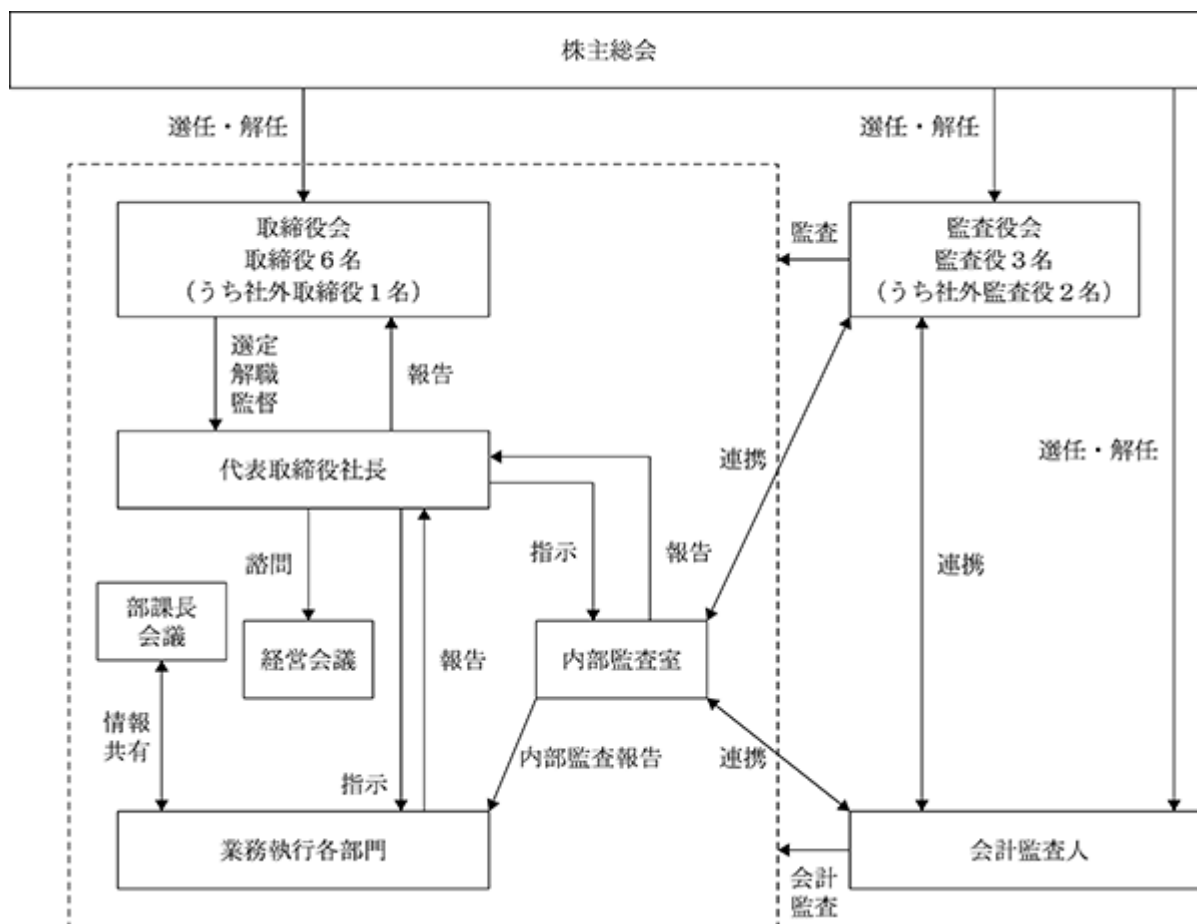 株主総会
選任・解任
選任・解任
取締役会
取締役6名
(うち社外取締役1名)
監査
監査役会
監査役3名
(うち社外監査役2名)
選定
解職
監督
報告
代表取締役社長
連携
選任・解任
諮問
指示
報告
連携
部課長
会議
経営会議
報告
内部監査室
情報
共有
指示
内部監査報告
連携
業務執行各部門
会計監査人
会計
監査